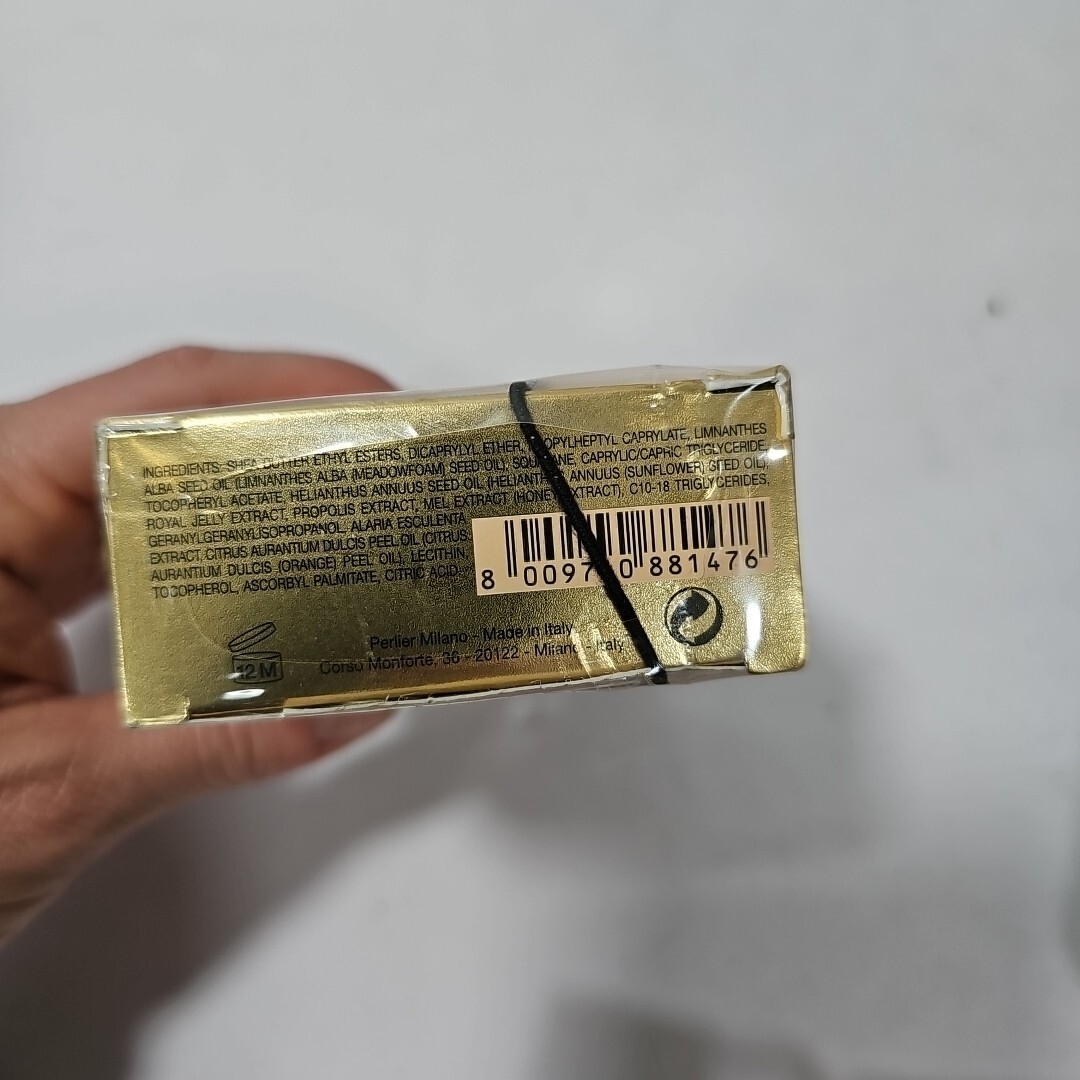 INGREDIENTS: SHEA BUTTER ETHYL ESTERS, DICAPRYLYL ETHER, PROPYLHEPTYL CAPRYLATE, LIMNANTHES
ALBA SEED OIL (LIMNANTHES ALBA (MEADOWFOAM) SEED OIL), SQUALANE, CAPRYLIC/CAPRIC TRIGLYCERIDE,
TOCOPHERYL ACETATE, HELIANTHUS ANNUUS SEED OIL (HELIANTHUS ANNUUS (SUNFLOWER) SEED OIL),
ROYAL JELLY EXTRACT, PROPOLIS EXTRACT, MEL EXTRACT (HONEY EXTRACT), C10-18 TRIGLYCERIDES,
GERANYLGERANYLISOPROPANOL, ALARIA ESCULENTA
EXTRACT, CITRUS AURANTIUM DULCIS PEEL OIL (CITRUS
AURANTIUM DULCIS (ORANGE) PEEL OIL), LECITHIN,
TOCOPHEROL, ASCORBYL PALMITATE, CITRIC ACID
8 881476
12 M
Perlier Milano - Made in Italy
Corso Monforte, 36 - 20122 - Milano - Italy